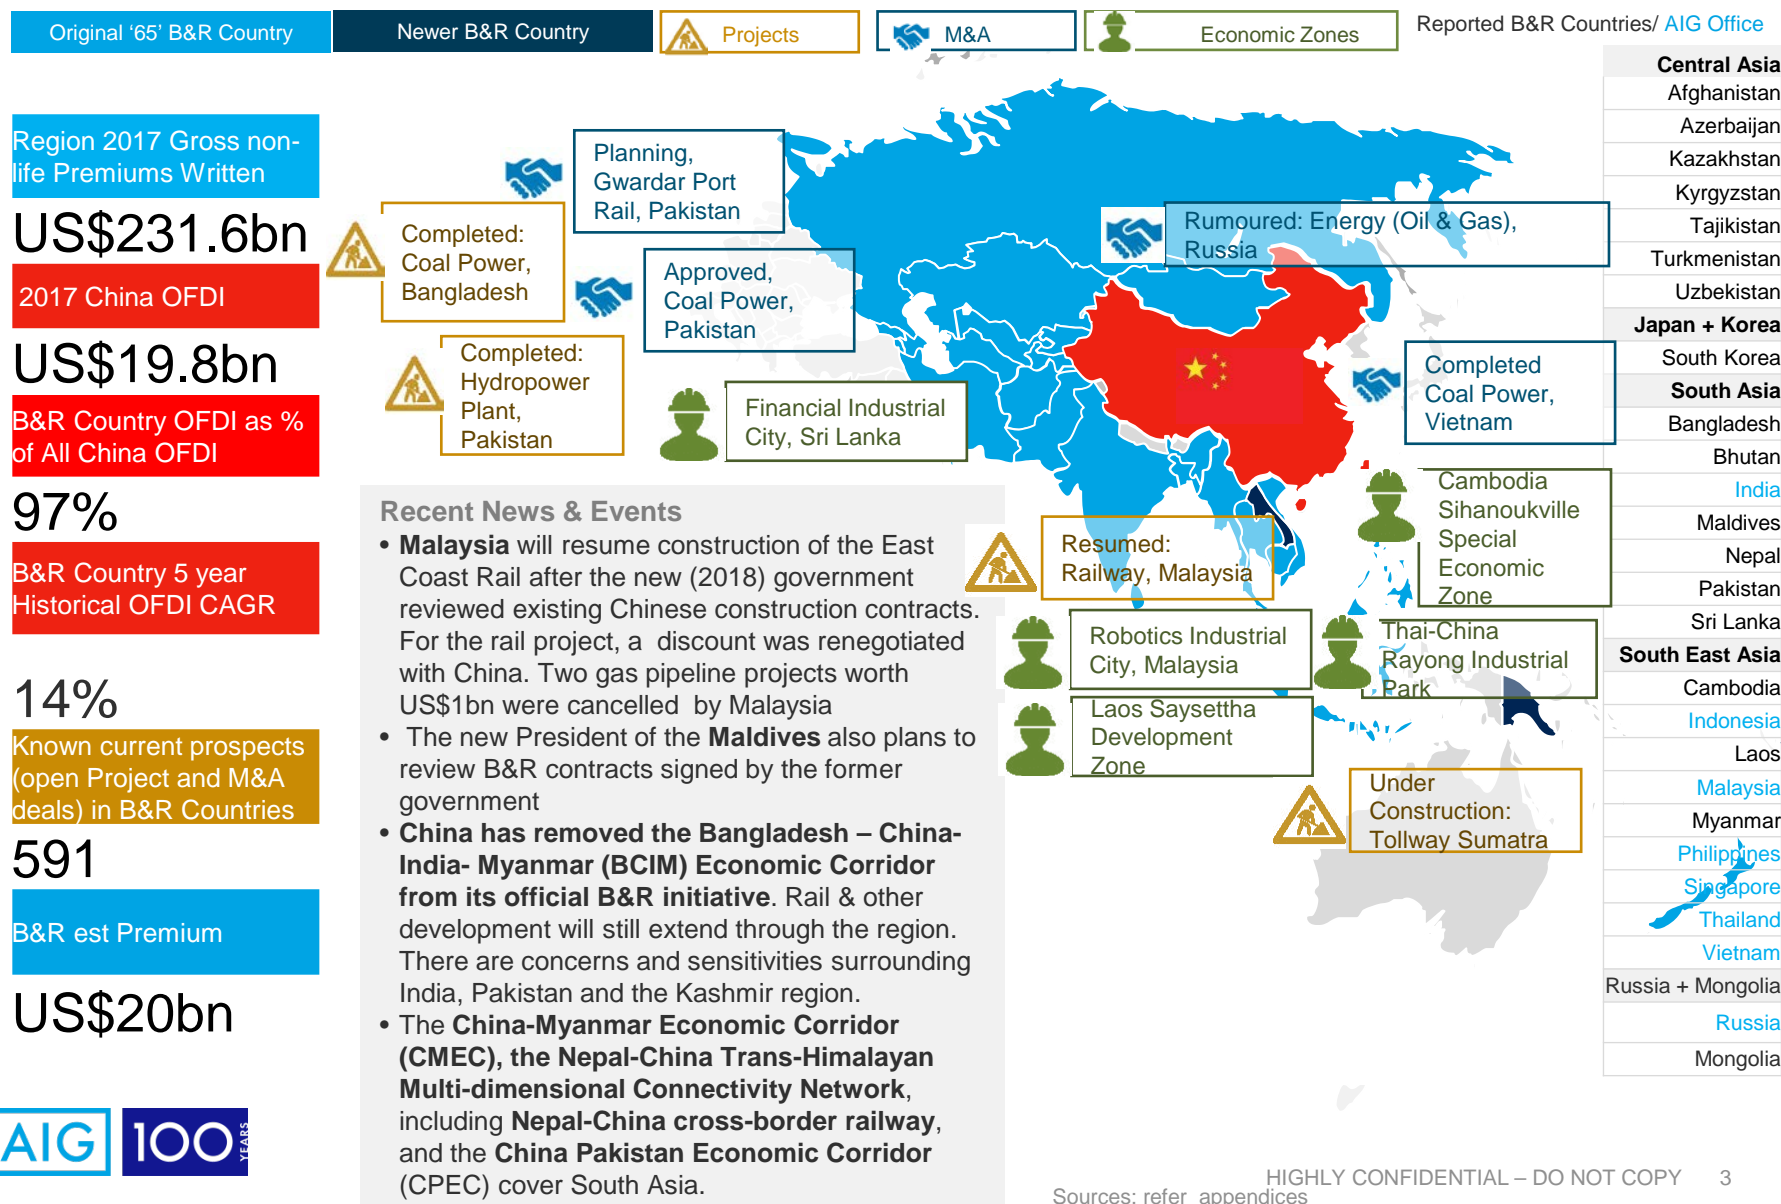 Original ‘65’ B&R Country
Newer B&R Country
Projects
M&A
Economic Zones
Reported B&R Countries/ AIG Office
Region 2017 Gross non-
life Premiums Written
US$231.6bn
2017 China OFDI
US$19.8bn
B&R Country OFDI as %
of All China OFDI
97%
B&R Country 5 year
Historical OFDI CAGR
14%
Known current prospects
(open Project and M&A
deals) in B&R Countries
591
B&R est Premium
US$20bn
AIG
100
YEARS
Planning,
Gwardar Port
Rail, Pakistan
Completed:
Coal Power,
Bangladesh
Approved,
Coal Power,
Pakistan
Completed:
Hydropower
Plant,
Pakistan
Financial Industrial
City, Sri Lanka
Rumoured: Energy (Oil & Gas),
Russia
Completed
Coal Power,
Vietnam
Cambodia
Sihanoukville
Special
Economic
Zone
Resumed:
Railway, Malaysia
Robotics Industrial
City, Malaysia
Thai-China
Rayong Industrial
Park
Laos Saysettha
Development
Zone
Under
Construction:
Tollway Sumatra
Recent News & Events
• Malaysia will resume construction of the East
Coast Rail after the new (2018) government
reviewed existing Chinese construction contracts.
For the rail project, a discount was renegotiated
with China. Two gas pipeline projects worth
US$1bn were cancelled by Malaysia
• The new President of the Maldives also plans to
review B&R contracts signed by the former
government
• China has removed the Bangladesh – China-
India- Myanmar (BCIM) Economic Corridor
from its official B&R initiative. Rail & other
development will still extend through the region.
There are concerns and sensitivities surrounding
India, Pakistan and the Kashmir region.
• The China-Myanmar Economic Corridor
(CMEC), the Nepal-China Trans-Himalayan
Multi-dimensional Connectivity Network,
including Nepal-China cross-border railway,
and the China Pakistan Economic Corridor
(CPEC) cover South Asia.
Central Asia
Afghanistan
Azerbaijan
Kazakhstan
Kyrgyzstan
Tajikistan
Turkmenistan
Uzbekistan
Japan + Korea
South Korea
South Asia
Bangladesh
Bhutan
India
Maldives
Nepal
Pakistan
Sri Lanka
South East Asia
Cambodia
Indonesia
Laos
Malaysia
Myanmar
Philippines
Singapore
Thailand
Vietnam
Russia + Mongolia
Russia
Mongolia
HIGHLY CONFIDENTIAL – DO NOT COPY 3
Sources: refer appendices